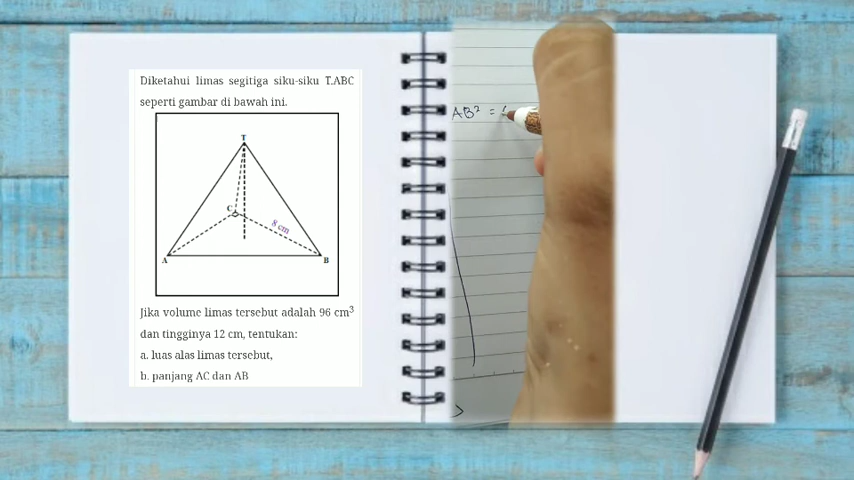 Diketahui limas segitiga siku-siku T.ABC
seperti gambar di bawah ini.
T
C
8 cm
A
B
Jika volume limas tersebut adalah 96 cm³
dan tingginya 12 cm, tentukan:
a. luas alas limas tersebut,
b. panjang AC dan AB
AB² =